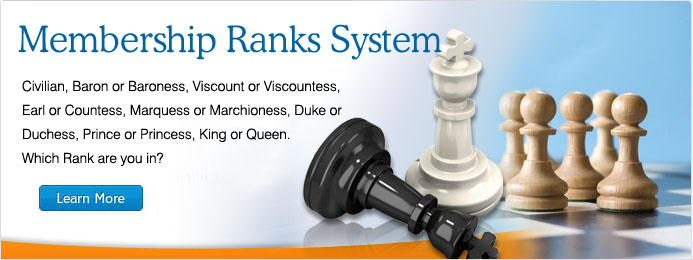 Membership Ranks System
Civilian, Baron or Baroness, Viscount or Viscountess,
Earl or Countess, Marquess or Marchioness, Duke or
Duchess, Prince or Princess, King or Queen.
Which Rank are you in?
Learn More